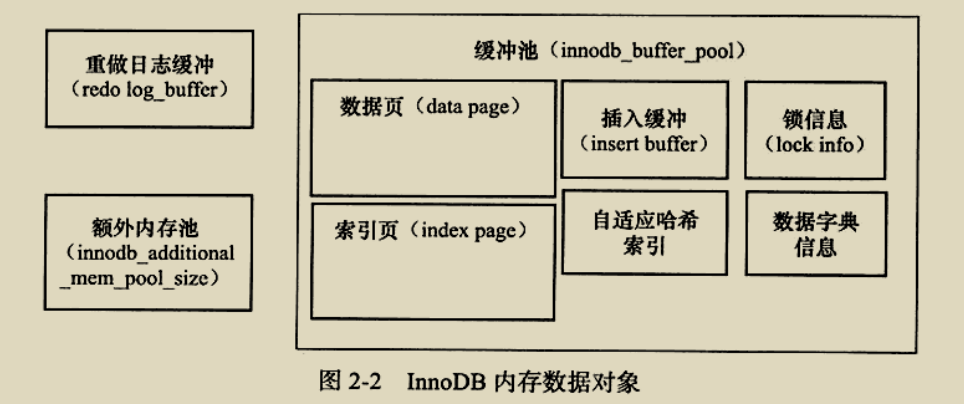 重做日志缓冲
（redo log_buffer）
额外内存池
（innodb_additional
_mem_pool_size）
缓冲池（innodb_buffer_pool）
数据页（data page）
插入缓冲
（insert buffer）
锁信息
（lock info）
索引页（index page）
自适应哈希
索引
数据字典
信息
图 2-2 InnoDB 内存数据对象